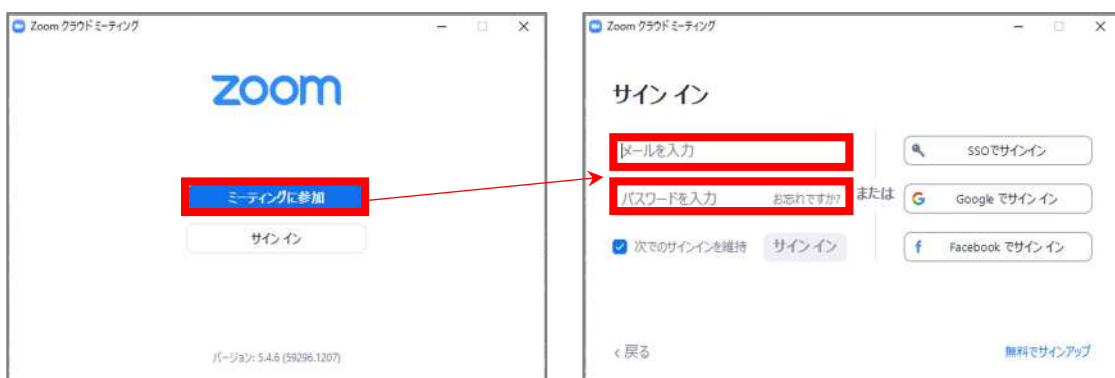 Zoom クラウドミーティング
zoom
ミーティングに参加
サイン イン
バージョン: 5.4.6 (59296.1207)
Zoom クラウドミーティング
サイン イン
メールを入力
パスワードを入力 お忘れですか?
次でのサインインを維持 サイン イン
または
SSOでサインイン
Google でサイン イン
Facebook でサイン イン
< 戻る
無料でサインアップ